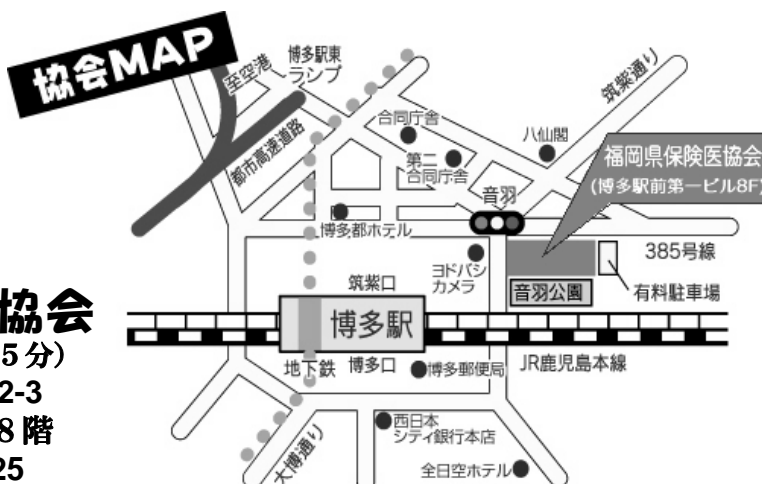 協会MAP
至空港
博多駅東
ランプ
筑紫通り
都市高速道路
合同庁舎
八仙閣
第二
合同庁舎
福岡県保険医協会
(博多駅前第一ビル8F)
音羽
博多都ホテル
385号線
ヨドバシ
カメラ
筑紫口
音羽公園
有料駐車場
協会
5分)
博多駅
地下鉄
博多口
博多郵便局
JR鹿児島本線
2-3
8階
西日本
シティ銀行本店
大博通り
全日空ホテル
25